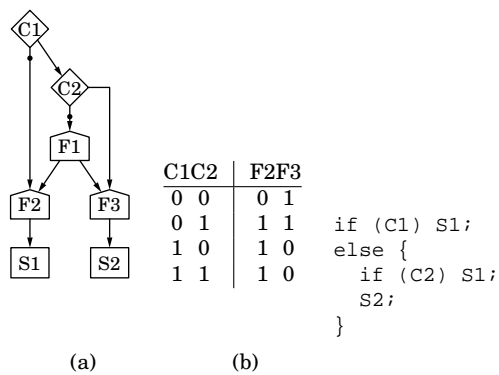 C1
C2
F1
F2 F3
S1 S2
(a)
C1C2 F2F3
0 0 0 1
0 1 1 1
1 0 1 0
1 1 1 0
(b)
if (C1) S1;
else {
if (C2) S1;
S2;
}